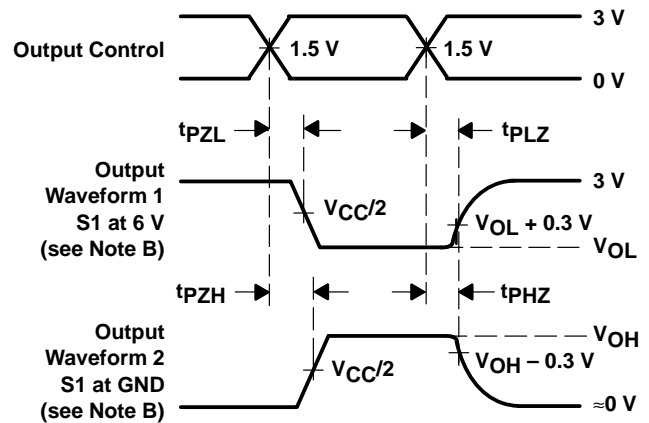 3 V
Output Control
1.5 V
1.5 V
0 V
tPZL
tPLZ
Output
Waveform 1
S1 at 6 V
(see Note B)
3 V
VCC/2
VOL + 0.3 V
VOL
tPZH
tPHZ
Output
Waveform 2
S1 at GND
(see Note B)
VOH
VCC/2
VOH – 0.3 V
≈0 V